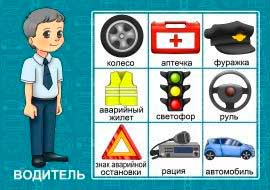 колесо
аптечка
фуражка
аварийный
жилет
светофор
руль
знак аварийной
остановки
рация
автомобиль
ВОДИТЕЛЬ